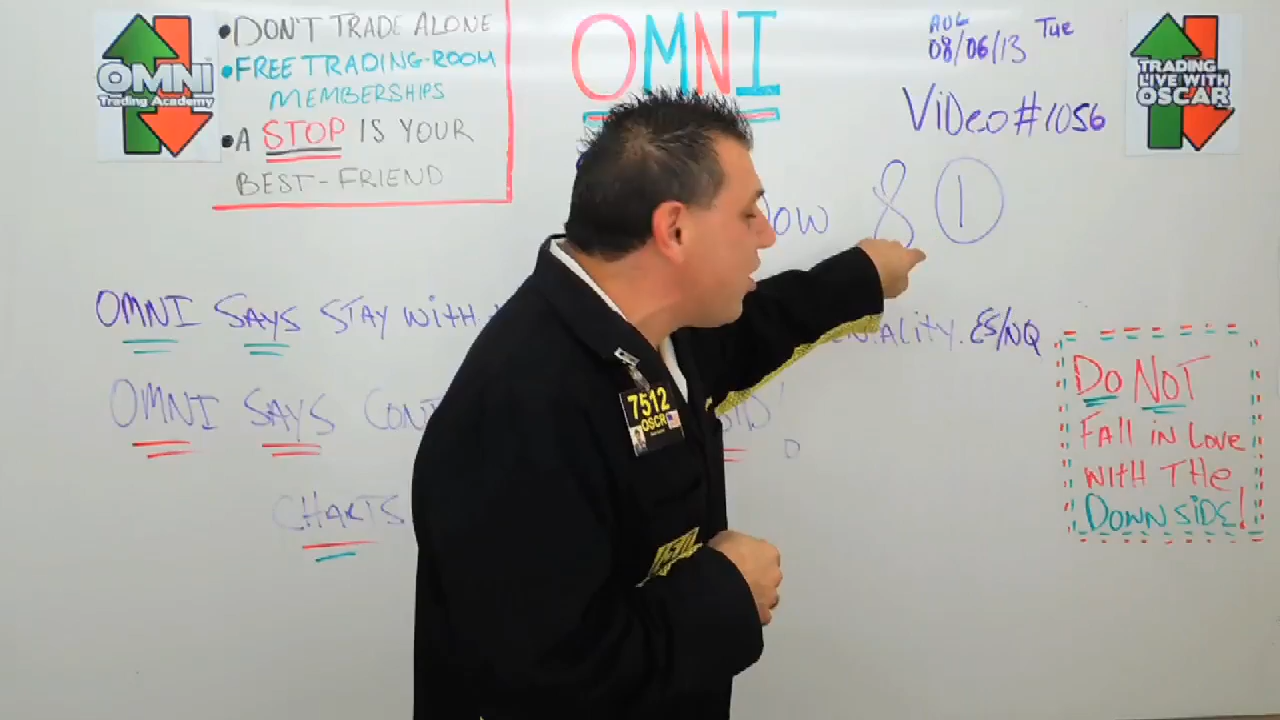 OMNI
Trading Academy
•DON'T TRADE ALONE
•FREE TRADING-ROOM
MEMBERSHIPS
•A STOP IS YOUR
BEST-FRIEND
OMNI
AUG
08/06/13 Tue
VIDEO#1056
TRADING
LIVE WITH
OSCAR
OW 8 1
OMNI SAYS STAY WITH
ENTALITY. ES/NQ
OMNI SAYS CONT
CHARTS
DO NOT
FALL IN LOVE
WITH THE
DOWNSIDE!
7512
OSCR